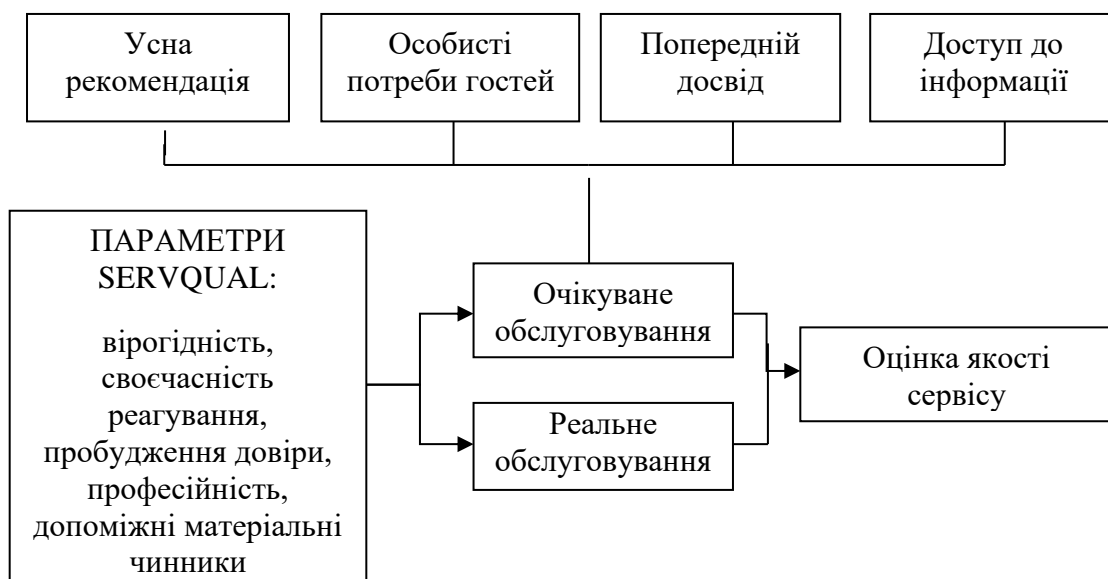 Усна
рекомендація
Особисті
потреби гостей
Попередній
досвід
Доступ до
інформації
ПАРАМЕТРИ
SERVQUAL:
вірогідність,
своєчасність
реагування,
пробудження довіри,
професійність,
допоміжні матеріальні
чинники
Очікуване
обслуговування
Реальне
обслуговування
Оцінка якості
сервісу